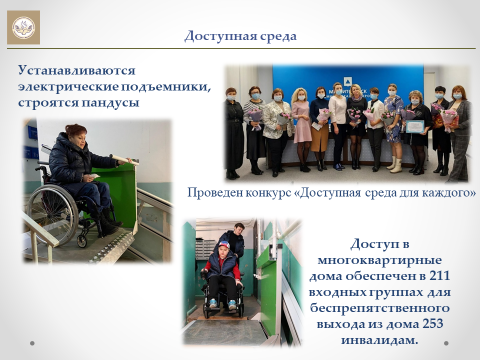 Доступная среда
Устанавливаются
электрические подъемники,
строятся пандусы
Проведен конкурс «Доступная среда для каждого»
Доступ в
многоквартирные
дома обеспечен в 211
входных группах для
беспрепятственного
выхода из дома 253
инвалидам.